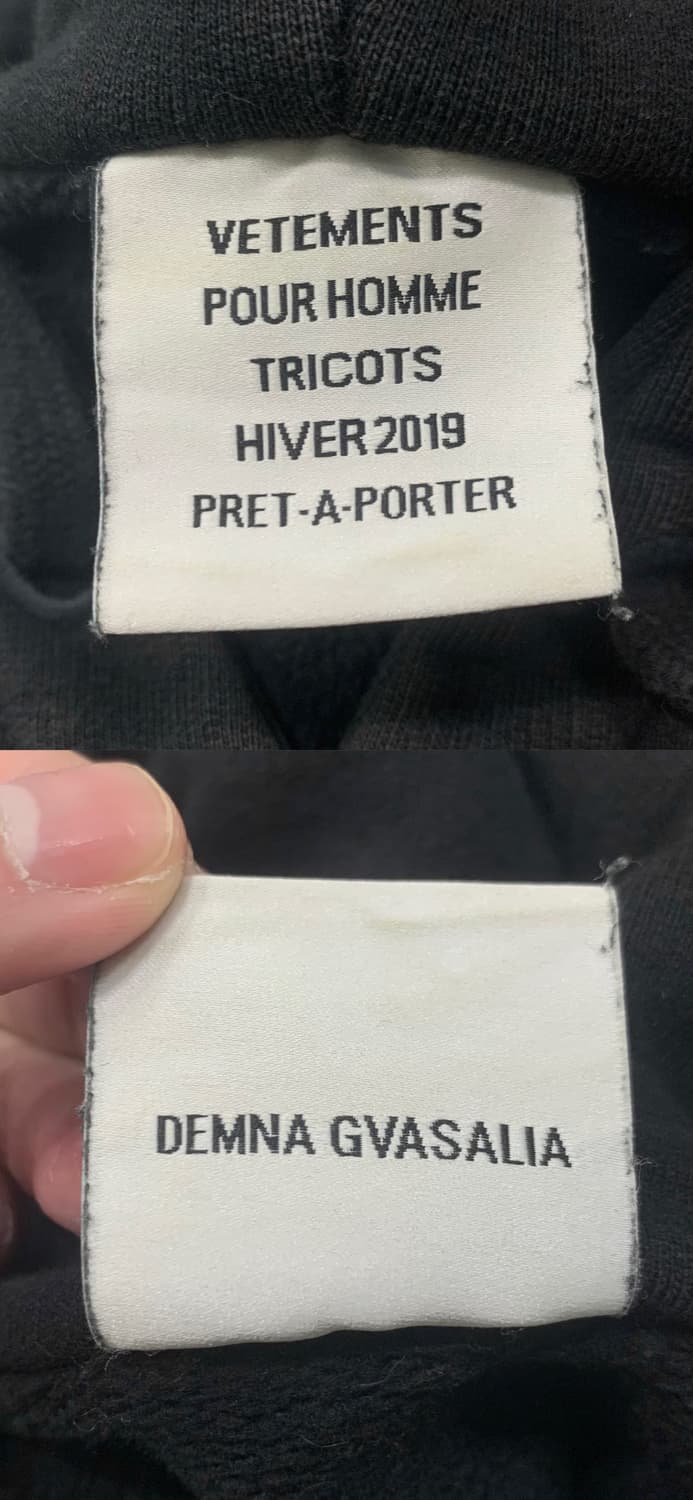 VETEMENTS
POUR HOMME
TRICOTS
HIVER 2019
PRET-A-PORTER
DEMNA GVASALIA